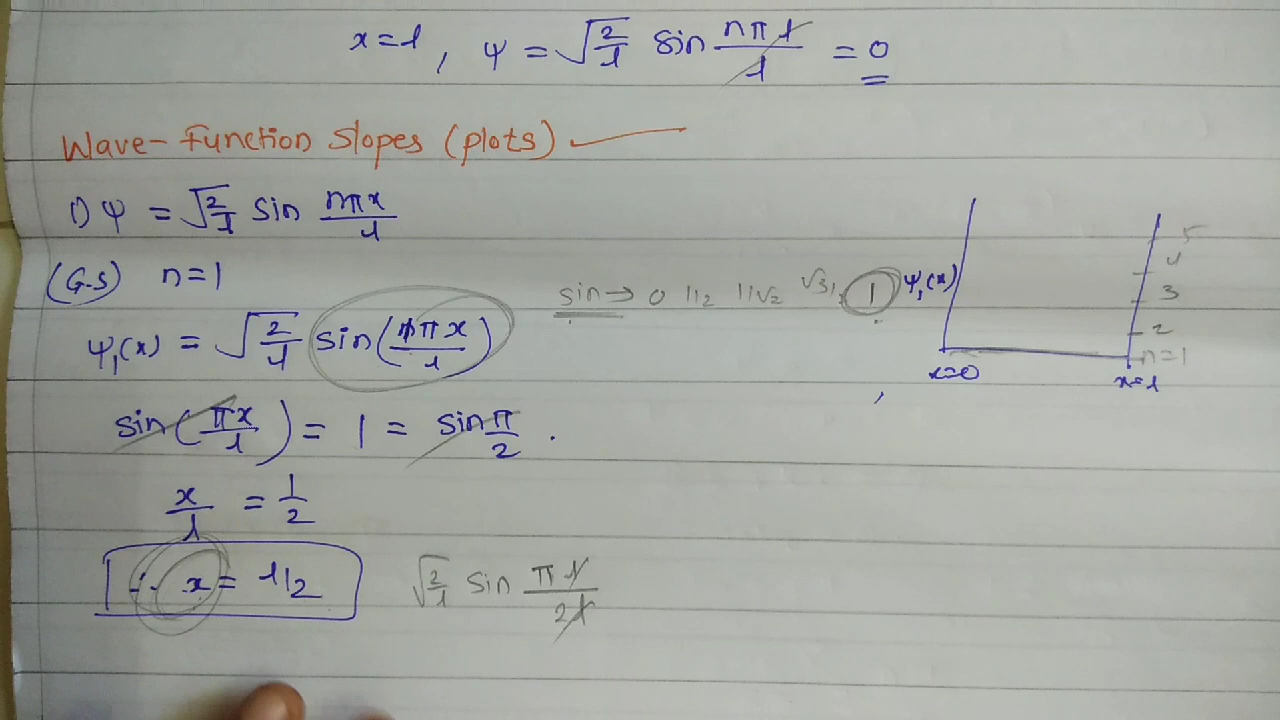 x=l, ψ = √2/l sin nπl/l = 0
Wave-Function Slopes (plots)
1) ψ = √2/l sin nπx/l
(G.S) n=1
sin → 0 1/2 1/√2 √3/2 1
ψ₁(x)
5
4
3
2
n=1
x=0
x=l
ψ₁(x) = √2/l sin(1πx/l)
sin(πx/l) = 1 = sin π/2 .
x/l = 1/2
∴ x = l/2
√2/l sin πl/2l